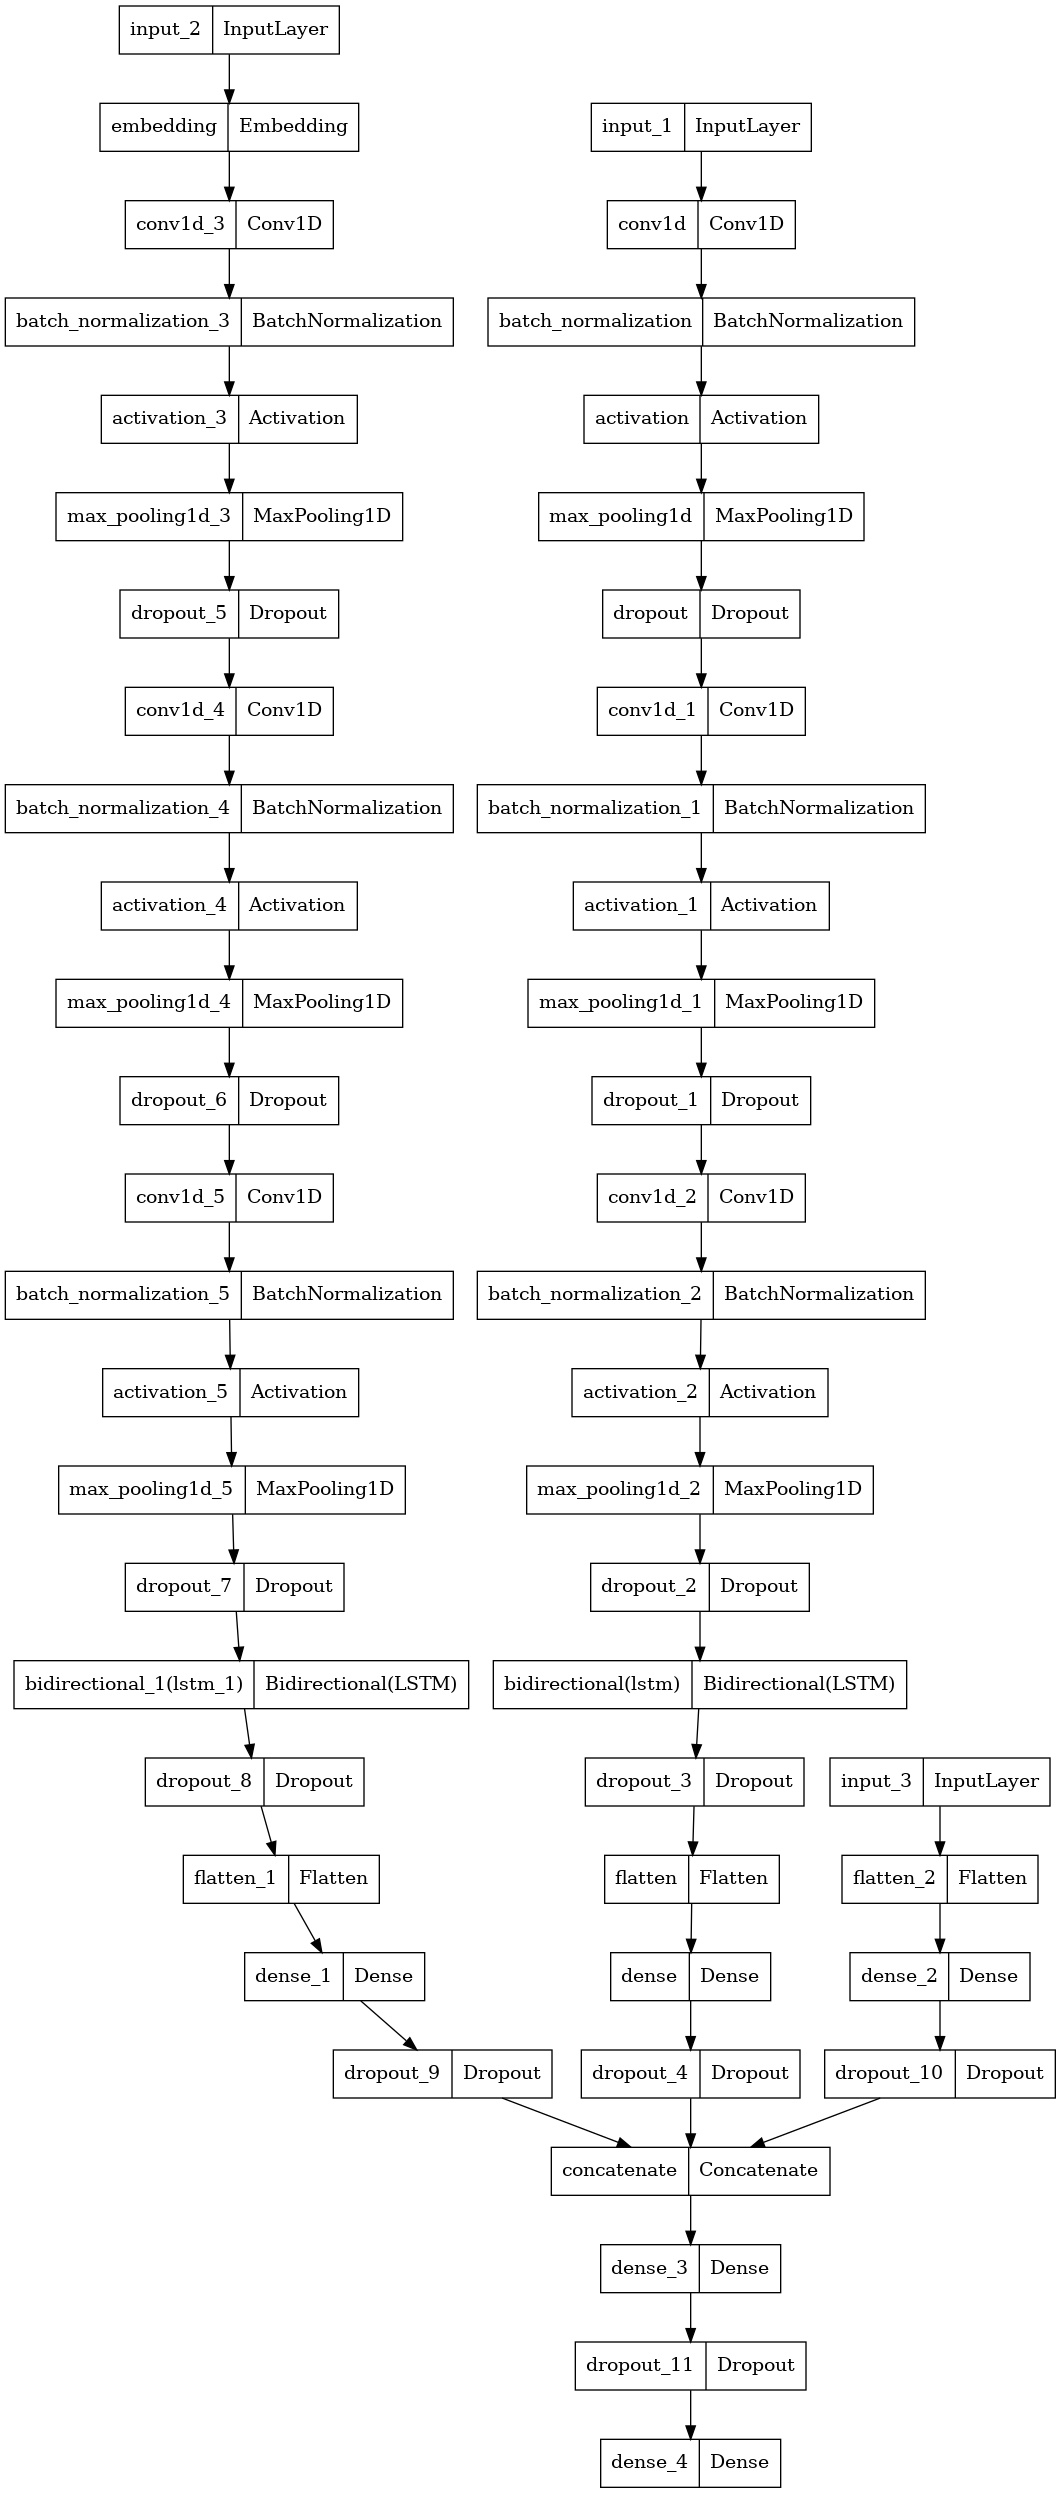 input_2 InputLayer
embedding Embedding
input_1 InputLayer
conv1d_3 Conv1D
conv1d Conv1D
batch_normalization_3 BatchNormalization
batch_normalization BatchNormalization
activation_3 Activation
activation Activation
max_pooling1d_3 MaxPooling1D
max_pooling1d MaxPooling1D
dropout_5 Dropout
dropout Dropout
conv1d_4 Conv1D
conv1d_1 Conv1D
batch_normalization_4 BatchNormalization
batch_normalization_1 BatchNormalization
activation_4 Activation
activation_1 Activation
max_pooling1d_4 MaxPooling1D
max_pooling1d_1 MaxPooling1D
dropout_6 Dropout
dropout_1 Dropout
conv1d_5 Conv1D
conv1d_2 Conv1D
batch_normalization_5 BatchNormalization
batch_normalization_2 BatchNormalization
activation_5 Activation
activation_2 Activation
max_pooling1d_5 MaxPooling1D
max_pooling1d_2 MaxPooling1D
dropout_7 Dropout
dropout_2 Dropout
bidirectional_1(lstm_1) Bidirectional(LSTM)
bidirectional(lstm) Bidirectional(LSTM)
dropout_8 Dropout
dropout_3 Dropout
input_3 InputLayer
flatten_1 Flatten
flatten Flatten
flatten_2 Flatten
dense_1 Dense
dense Dense
dense_2 Dense
dropout_9 Dropout
dropout_4 Dropout
dropout_10 Dropout
concatenate Concatenate
dense_3 Dense
dropout_11 Dropout
dense_4 Dense